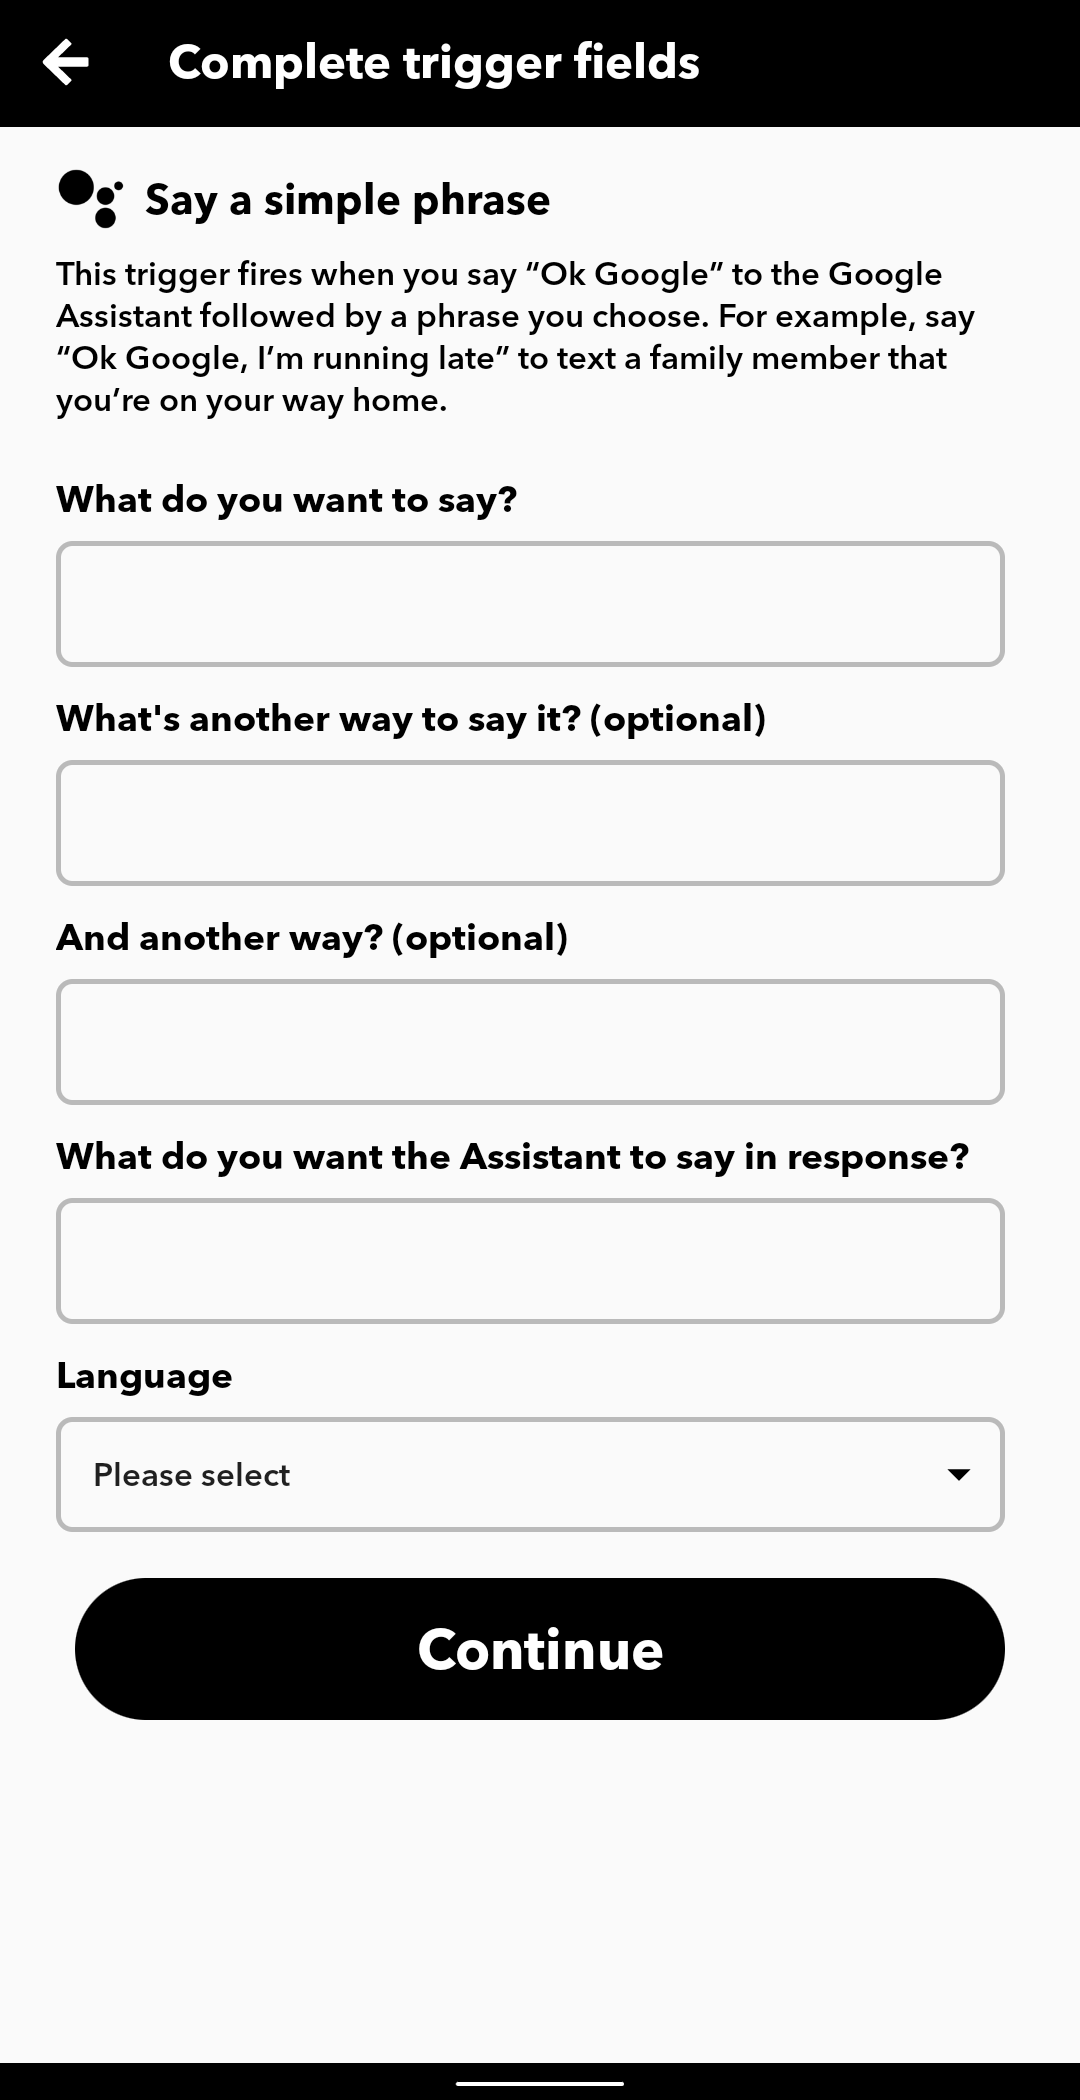 Complete trigger fields
Say a simple phrase
This trigger fires when you say “Ok Google” to the Google
Assistant followed by a phrase you choose. For example, say
“Ok Google, I’m running late” to text a family member that
you’re on your way home.
What do you want to say?
What's another way to say it? (optional)
And another way? (optional)
What do you want the Assistant to say in response?
Language
Please select
Continue